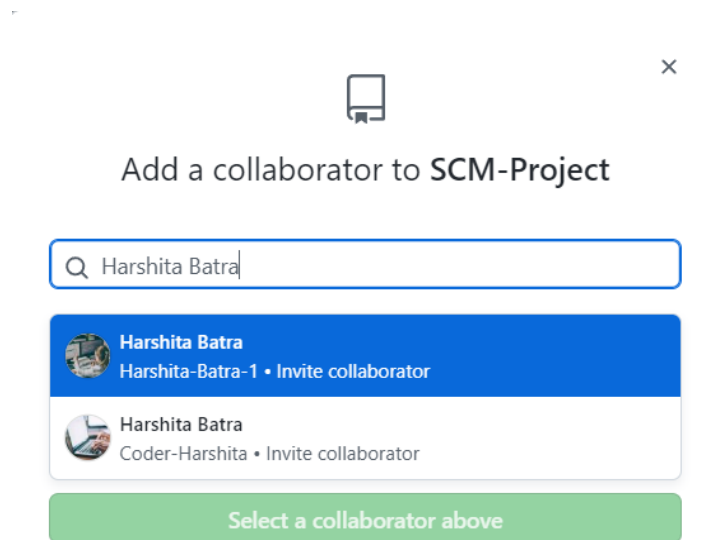 Add a collaborator to SCM-Project
Harshita Batra
Harshita Batra
Harshita-Batra-1 • Invite collaborator
Harshita Batra
Coder-Harshita • Invite collaborator
Select a collaborator above